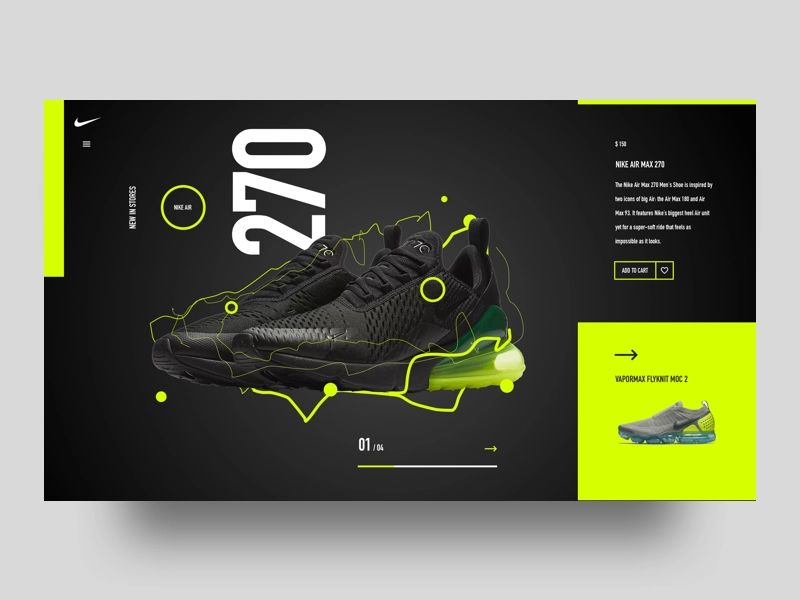 NEW IN STORES
NIKE AIR
270
270
01 / 04
$ 150
NIKE AIR MAX 270
The Nike Air Max 270 Men's Shoe is inspired by
two icons of big Air: the Air Max 180 and Air
Max 93. It features Nike's biggest heel Air unit
yet for a super-soft ride that feels as
impossible as it looks.
ADD TO CART
VAPORMAX FLYKNIT MOC 2